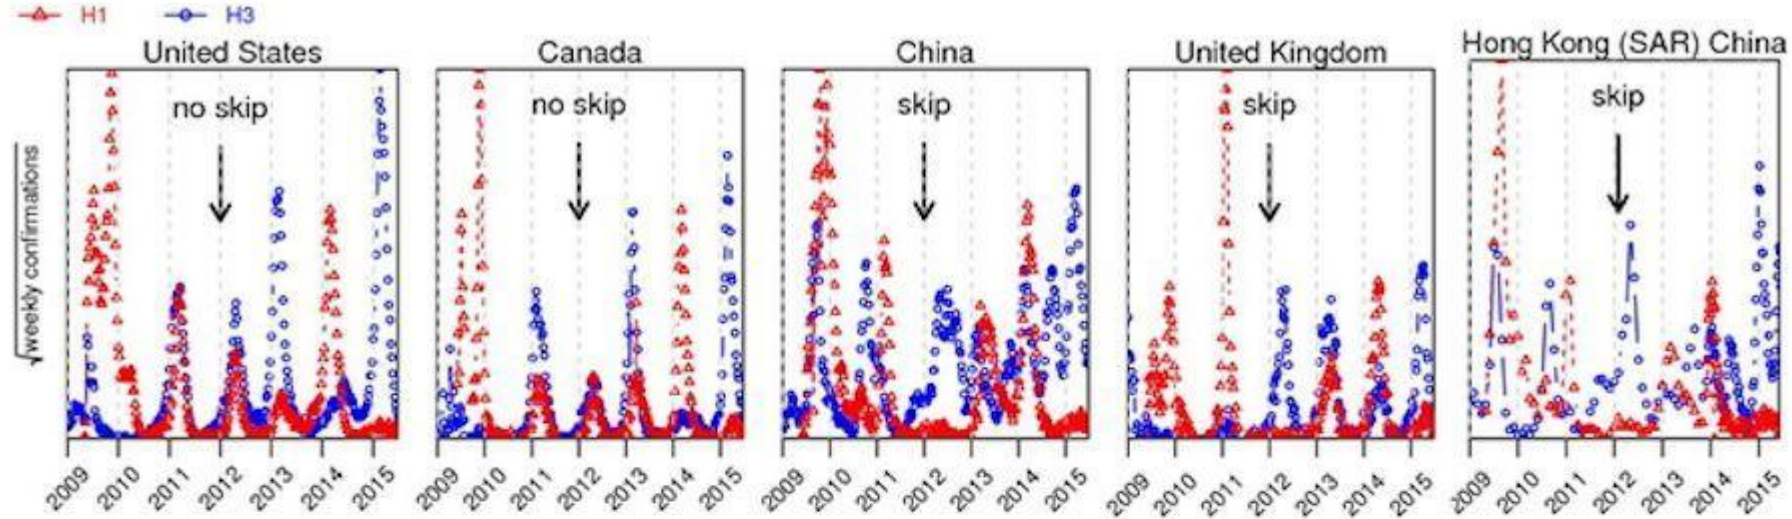 H1 H3
United States Canada China United Kingdom Hong Kong (SAR) China
no skip no skip skip skip skip
√weekly confirmations
2009 2010 2011 2012 2013 2014 2015 2009 2010 2011 2012 2013 2014 2015 2009 2010 2011 2012 2013 2014 2015 2009 2010 2011 2012 2013 2014 2015 2009 2010 2011 2012 2013 2014 2015